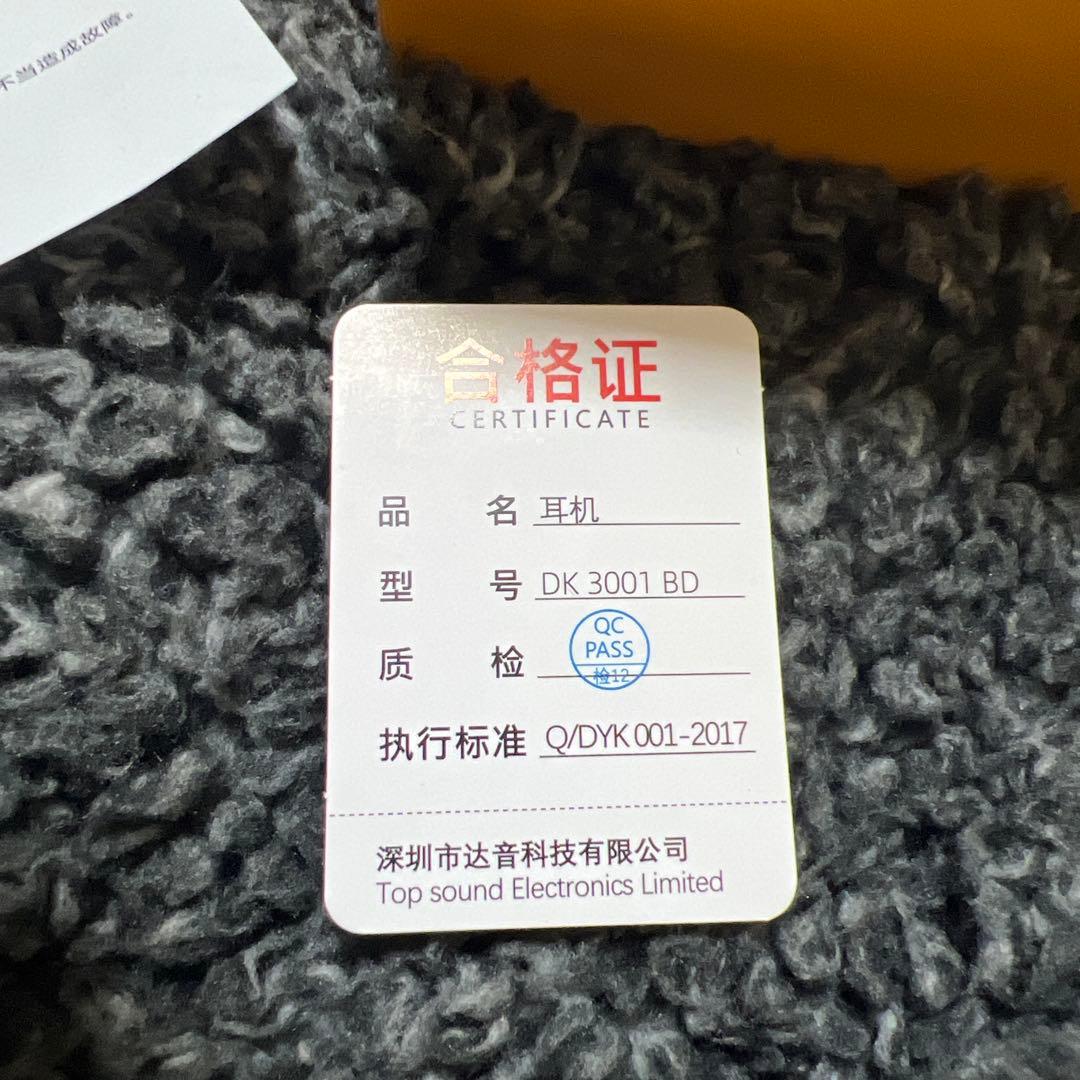 不当造成故障。
合格证
CERTIFICATE
品 名 耳机
型 号 DK 3001 BD
质 检 QC PASS 检12
执行标准 Q/DYK 001-2017
深圳市达音科技有限公司
Top sound Electronics Limited